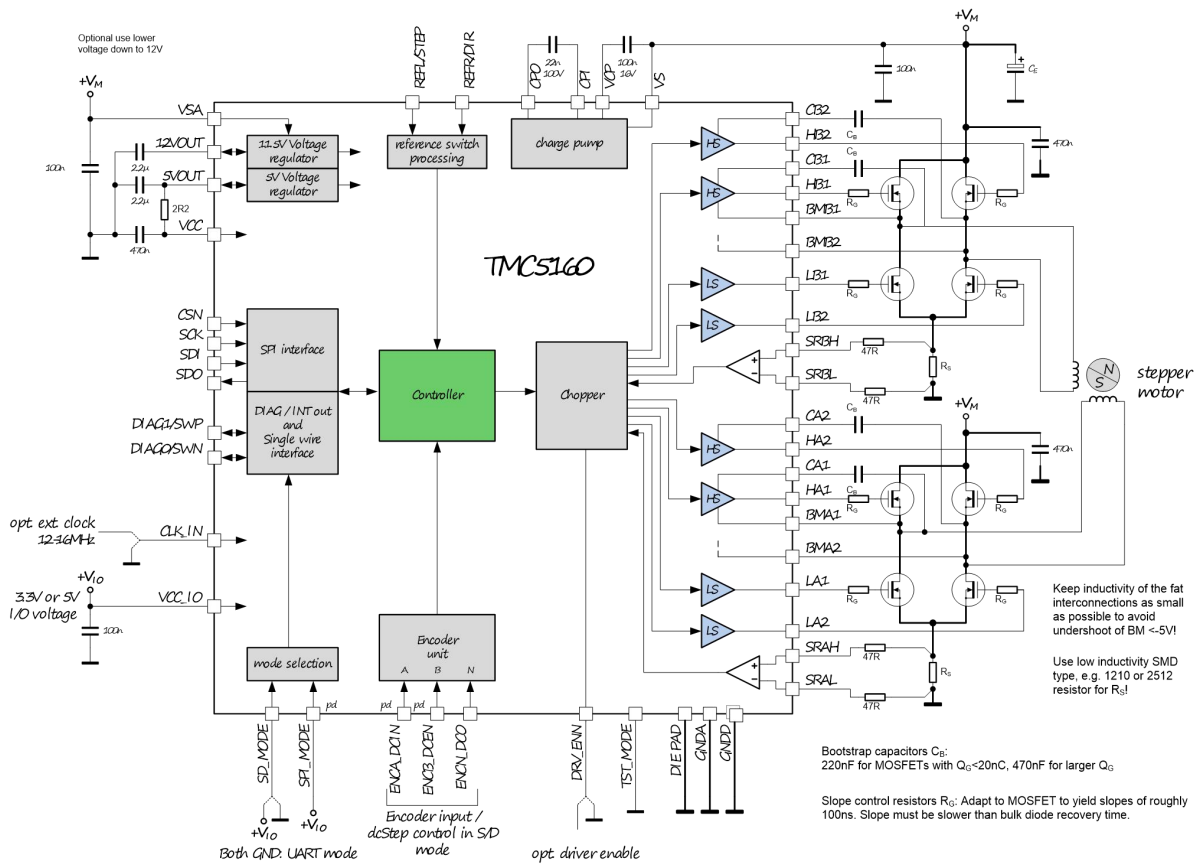 Optional use lower
voltage down to 12V
+VM
REFL/STEP
REFR/DIR
CPO
22n
100V
CPI
VCP
100n
16V
VS
+VM
100n
CE
VSA
12VOUT
11.5V Voltage
regulator
reference switch
processing
charge pump
HS
CB2
CB
HB2
470n
100n
2.2µ
5VOUT
5V Voltage
regulator
2.2µ
2R2
VCC
470n
HS
CB1
CB
HB1
RG
RG
BMB1
TMC5160
BMB2
LS
LB1
RG
RG
LS
LB2
CSN
SCK
SDI
SDO
SPI interface
Controller
Chopper
SRBH
47R
RS
SRBL
47R
+
−
N
S
stepper
motor
DIAG1/SWP
DIAG0/SWN
DIAG / INT out
and
Single wire
interface
+VM
CA2
CB
HS
HA2
470n
CA1
CB
HS
HA1
RG
RG
BMA1
BMA2
opt. ext. clock
12-16MHz
CLK_IN
+VIO
3.3V or 5V
I/O voltage
VCC_IO
100n
LS
LA1
RG
RG
LS
LA2
Keep inductivity of the fat
interconnections as small
as possible to avoid
undershoot of BM <-5V!
Use low inductivity SMD
type, e.g. 1210 or 2512
resistor for RS!
mode selection
Encoder
unit
A B N
+
−
SRAH
47R
RS
SRAL
47R
pd
pd
pd
SD_MODE
SPI_MODE
ENCA_DCIN
ENCB_DCEN
ENCN_DCO
DRV_ENN
TST_MODE
DIE PAD
GNDA
GNDD
+VIO
+VIO
Both GND: UART mode
Encoder input /
dcStep control in S/D
mode
opt. driver enable
Bootstrap capacitors CB:
220nF for MOSFETs with QG<20nC, 470nF for larger QG
Slope control resistors RG: Adapt to MOSFET to yield slopes of roughly
100ns. Slope must be slower than bulk diode recovery time.